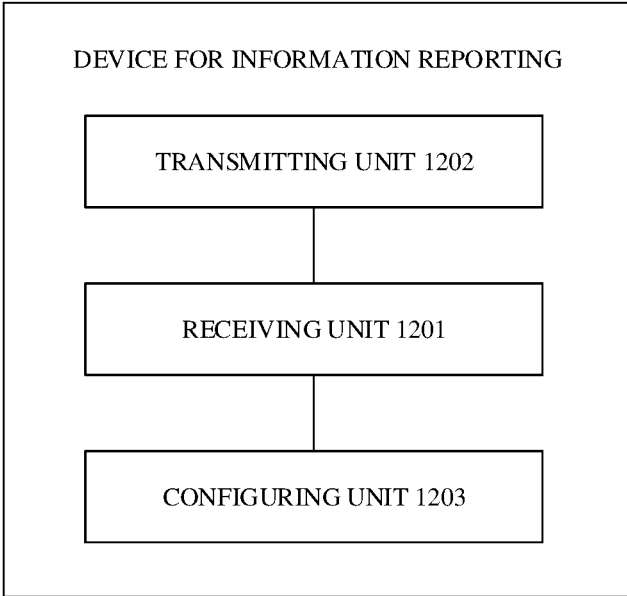 DEVICE FOR INFORMATION REPORTING
TRANSMITTING UNIT 1202
RECEIVING UNIT 1201
CONFIGURING UNIT 1203